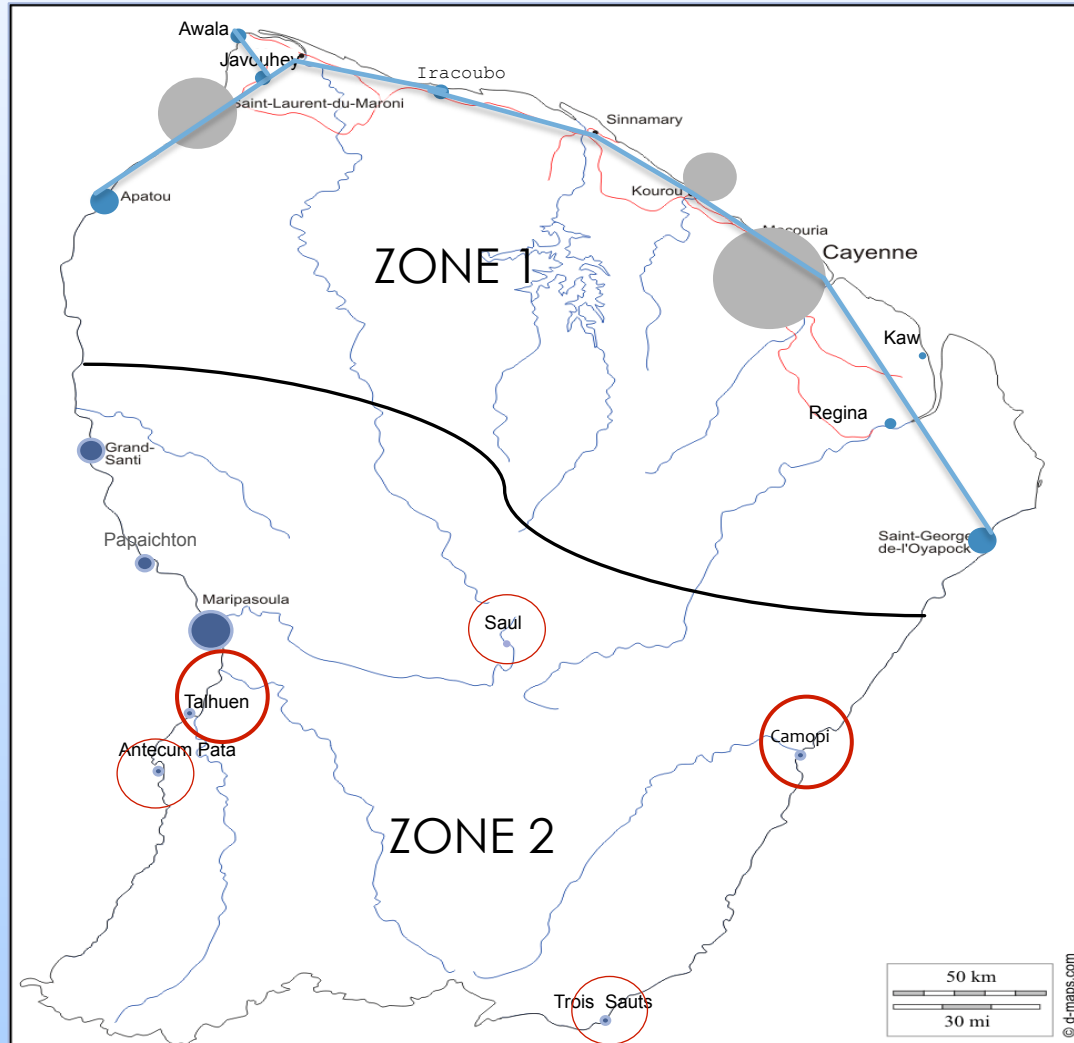 Awala
Javouhey
Iracoubo
Saint-Laurent-du-Maroni
Sinnamary
Kourou
Macouria
Cayenne
Apatou
ZONE 1
Kaw
Regina
Grand-
Santi
Saint-George
de-l'Oyapock
Papaichton
Maripasoula
Saul
Talhuen
Camopi
Antecum Pata
ZONE 2
Trois Sauts
50 km
30 mi
© d-maps.com